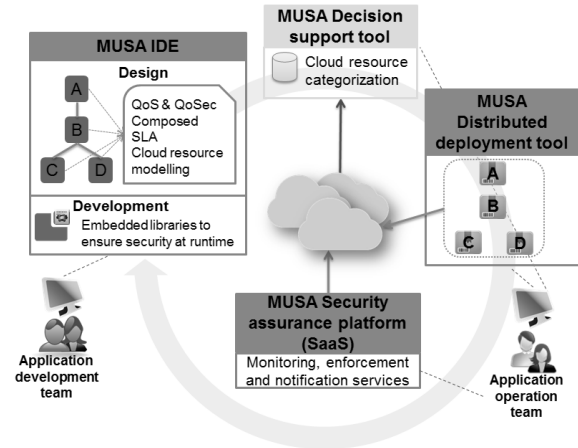 MUSA IDE
Design
A
B
C
D
QoS & QoSec
Composed
SLA
Cloud resource
modelling
Development
Embedded libraries to
ensure security at runtime
MUSA Decision
support tool
Cloud resource
categorization
MUSA
Distributed
deployment tool
A
B
C
D
MUSA Security
assurance platform
(SaaS)
Monitoring, enforcement
and notification services
Application
development
team
Application
operation
team